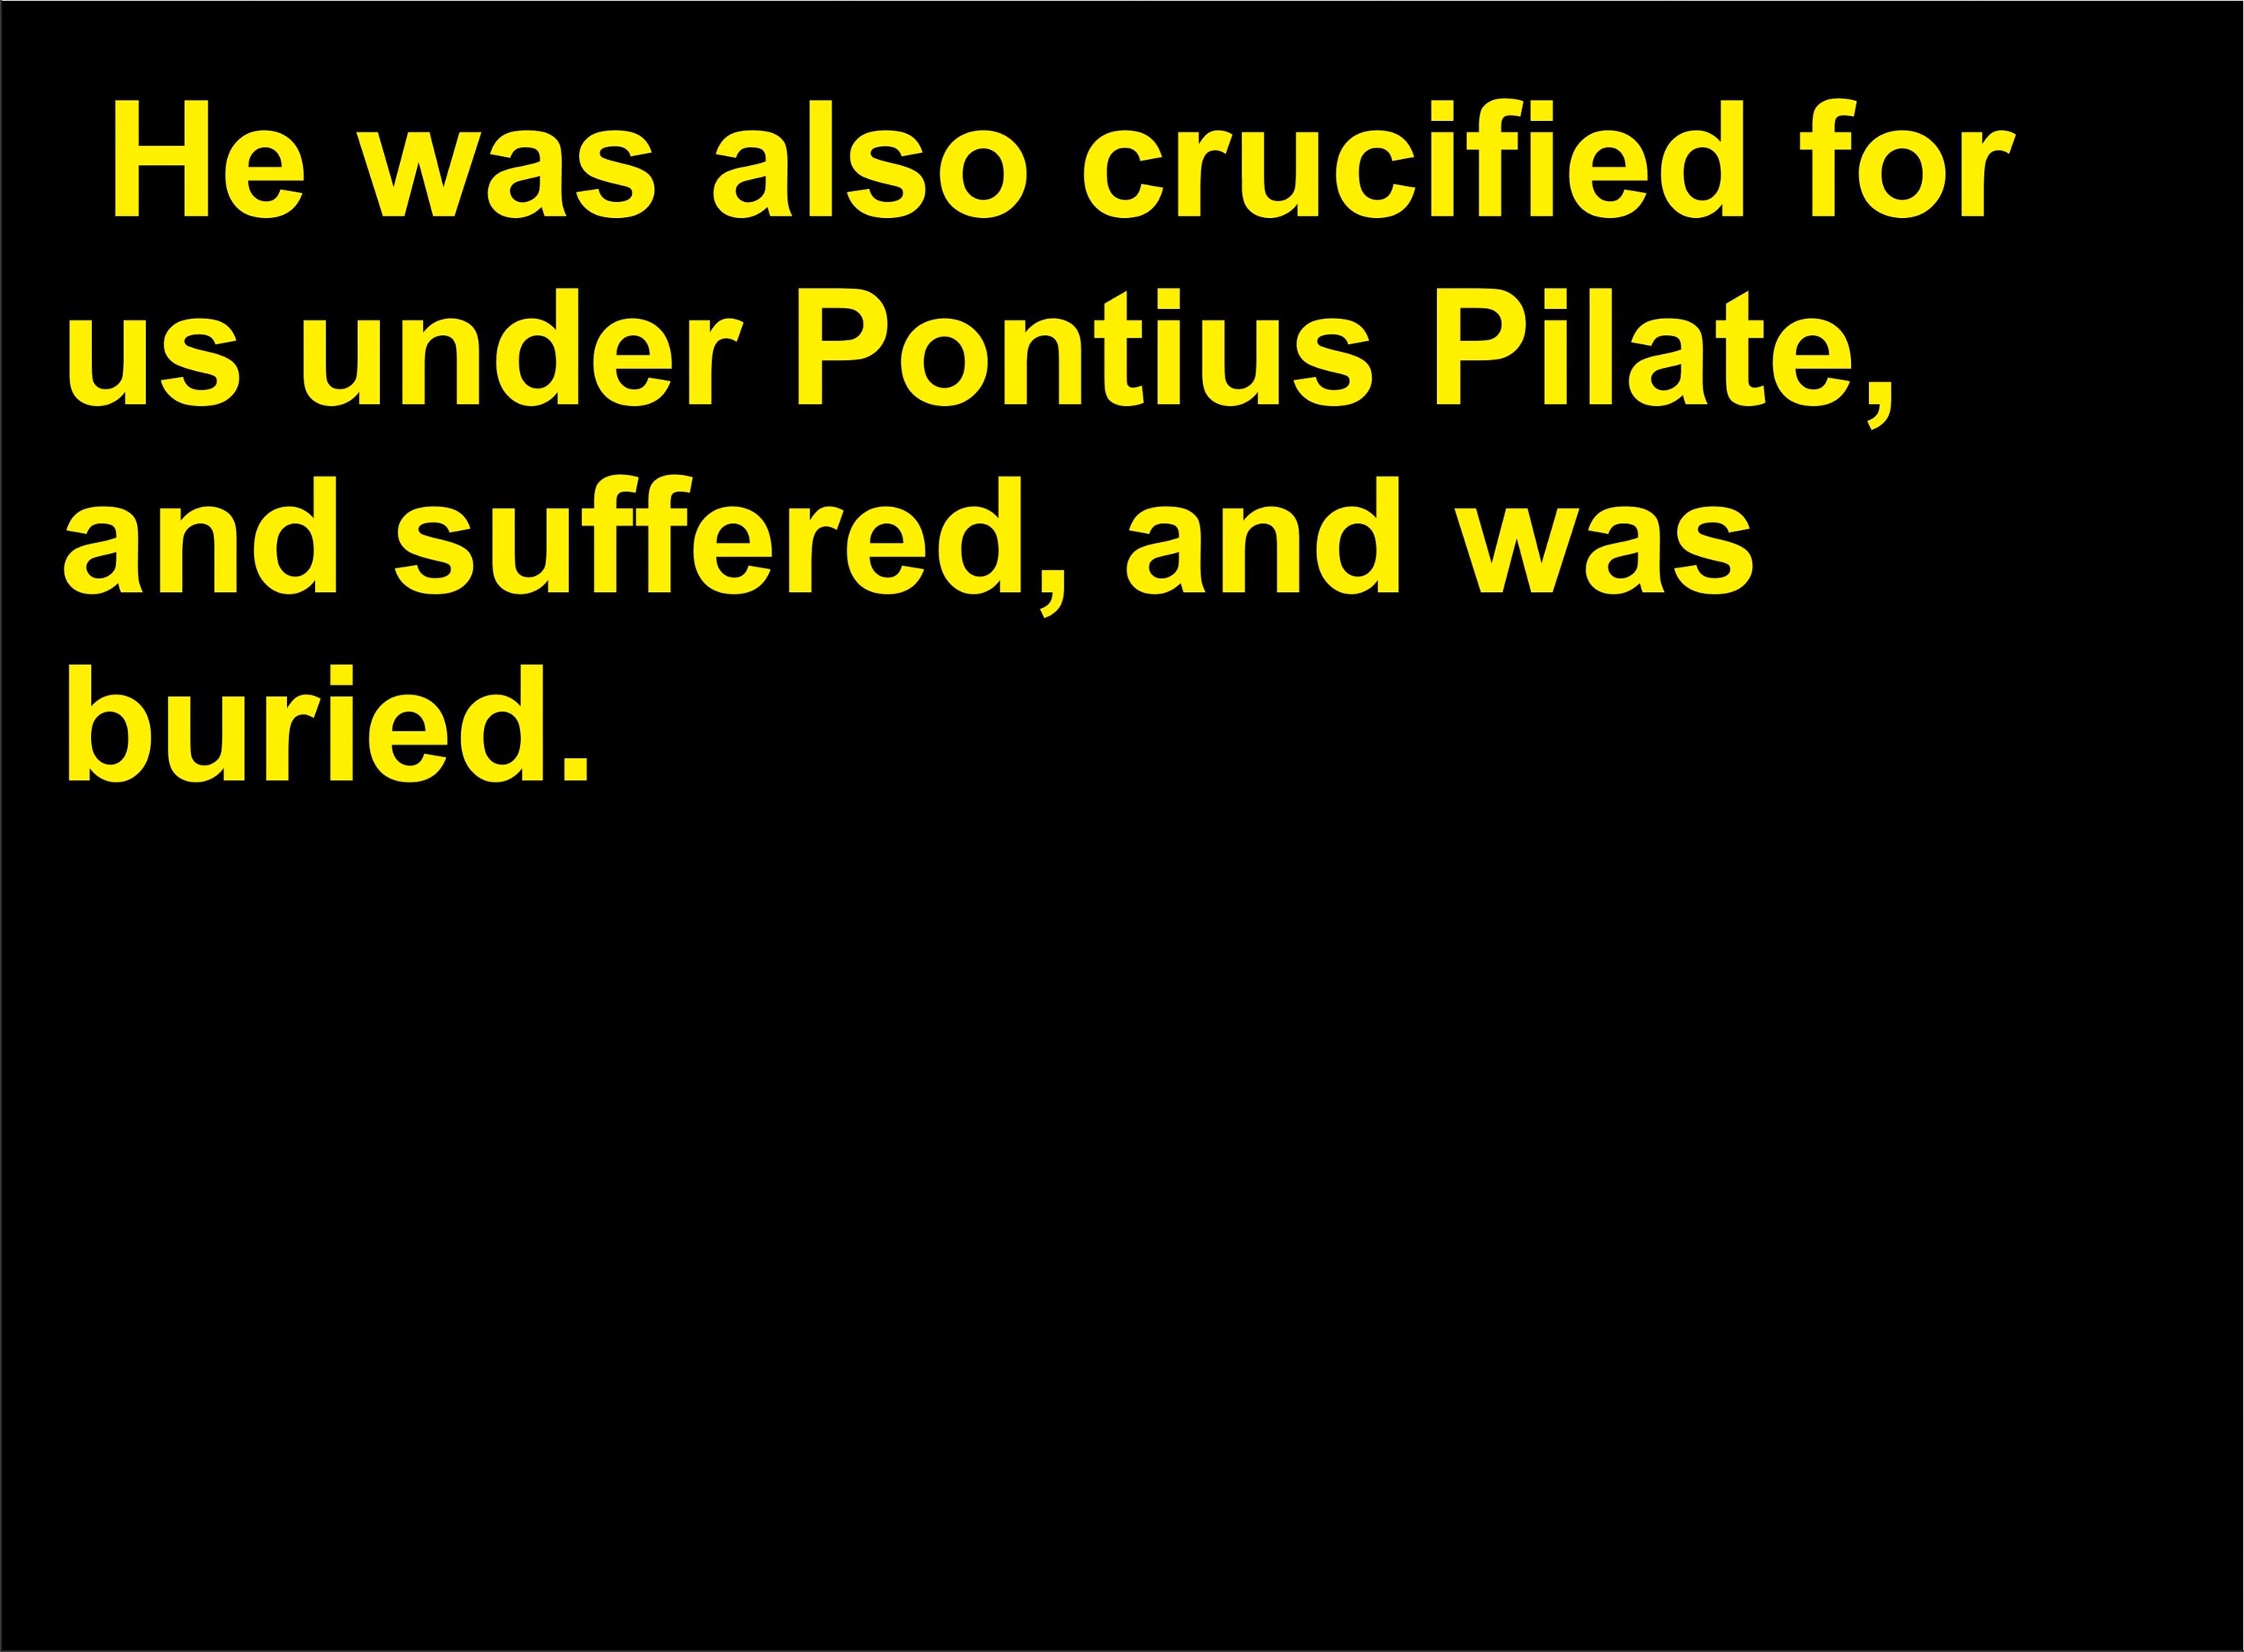 He was also crucified for
us under Pontius Pilate,
and suffered, and was
buried.